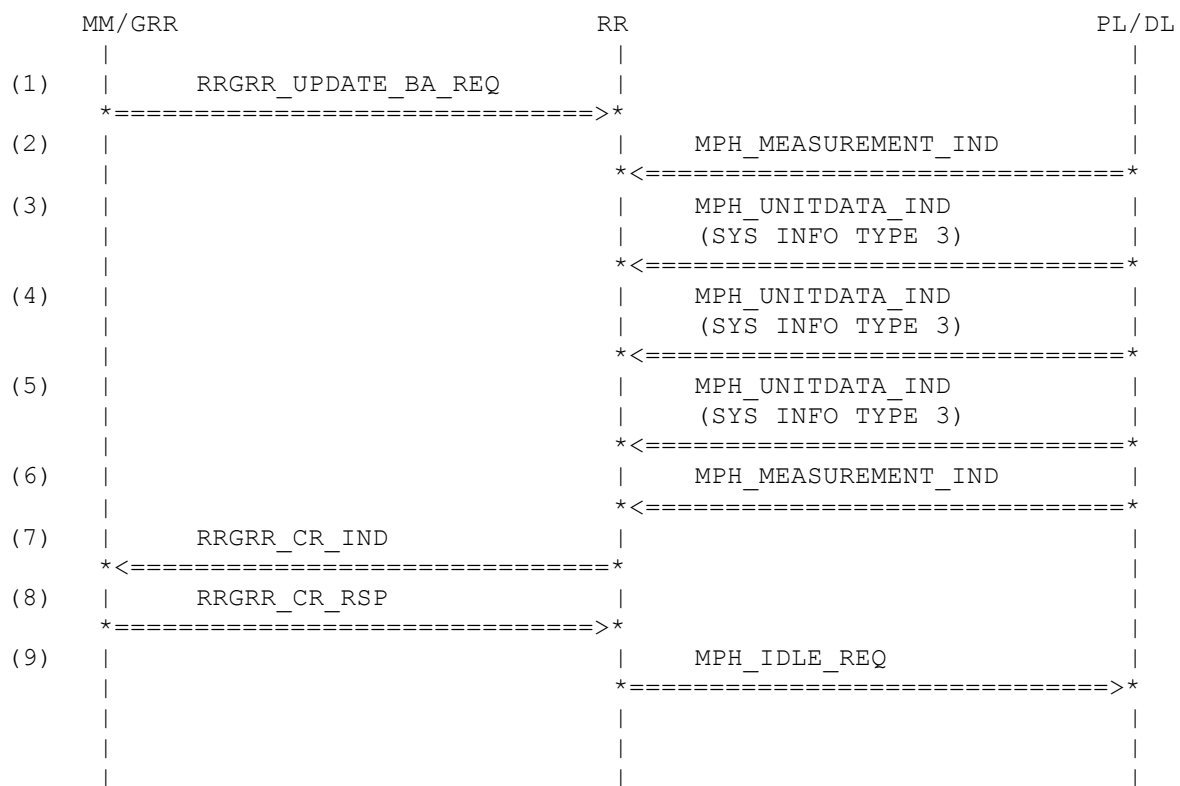 MM/GRR RR PL/DL
| | |
(1) | RRGRR_UPDATE_BA_REQ | |
*==============================>* |
(2) | | MPH_MEASUREMENT_IND |
| *<==============================*
(3) | | MPH_UNITDATA_IND |
| | (SYS INFO TYPE 3) |
| *<==============================*
(4) | | MPH_UNITDATA_IND |
| | (SYS INFO TYPE 3) |
| *<==============================*
(5) | | MPH_UNITDATA_IND |
| | (SYS INFO TYPE 3) |
| *<==============================*
(6) | | MPH_MEASUREMENT_IND |
| *<==============================*
(7) | RRGRR_CR_IND | |
*<==============================* |
(8) | RRGRR_CR_RSP | |
*==============================>* |
(9) | | MPH_IDLE_REQ |
| *==============================>*
| | |
| | |
| | |